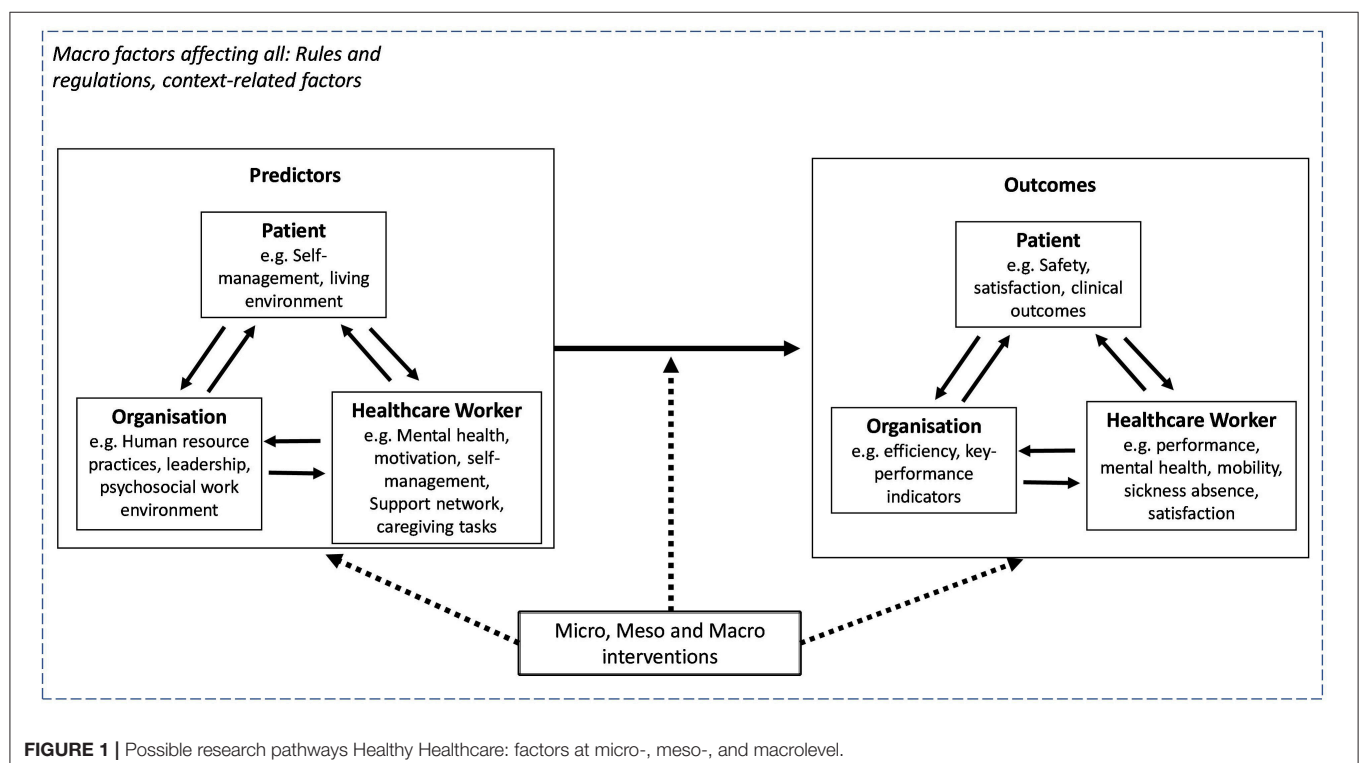 Macro factors affecting all: Rules and
regulations, context-related factors
Predictors
Patient
e.g. Self-
management, living
environment
Organisation
e.g. Human resource
practices, leadership,
psychosocial work
environment
Healthcare Worker
e.g. Mental health,
motivation, self-
management,
Support network,
caregiving tasks
Outcomes
Patient
e.g. Safety,
satisfaction, clinical
outcomes
Organisation
e.g. efficiency, key-
performance
indicators
Healthcare Worker
e.g. performance,
mental health, mobility,
sickness absence,
satisfaction
Micro, Meso and Macro
interventions
FIGURE 1 | Possible research pathways Healthy Healthcare: factors at micro-, meso-, and macrolevel.